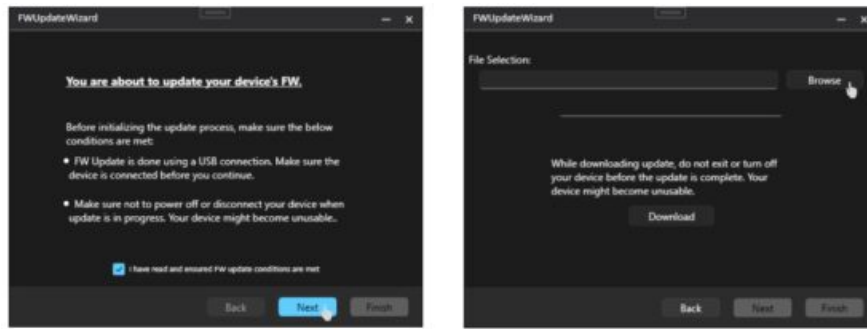 FWUpdateWizard
You are about to update your device's FW.
Before initializing the update process, make sure the below
conditions are met:
• FW Update is done using a USB connection. Make sure the
device is connected before you continue.
• Make sure not to power off or disconnect your device when
update is in progress. Your device might become unusable..
I have read and ensured FW update conditions are met
Back Next Finish
FWUpdateWizard
File Selection:
Browse
While downloading update, do not exit or turn off
your device before the update is complete. Your
device might become unusable.
Download
Back Next Finish